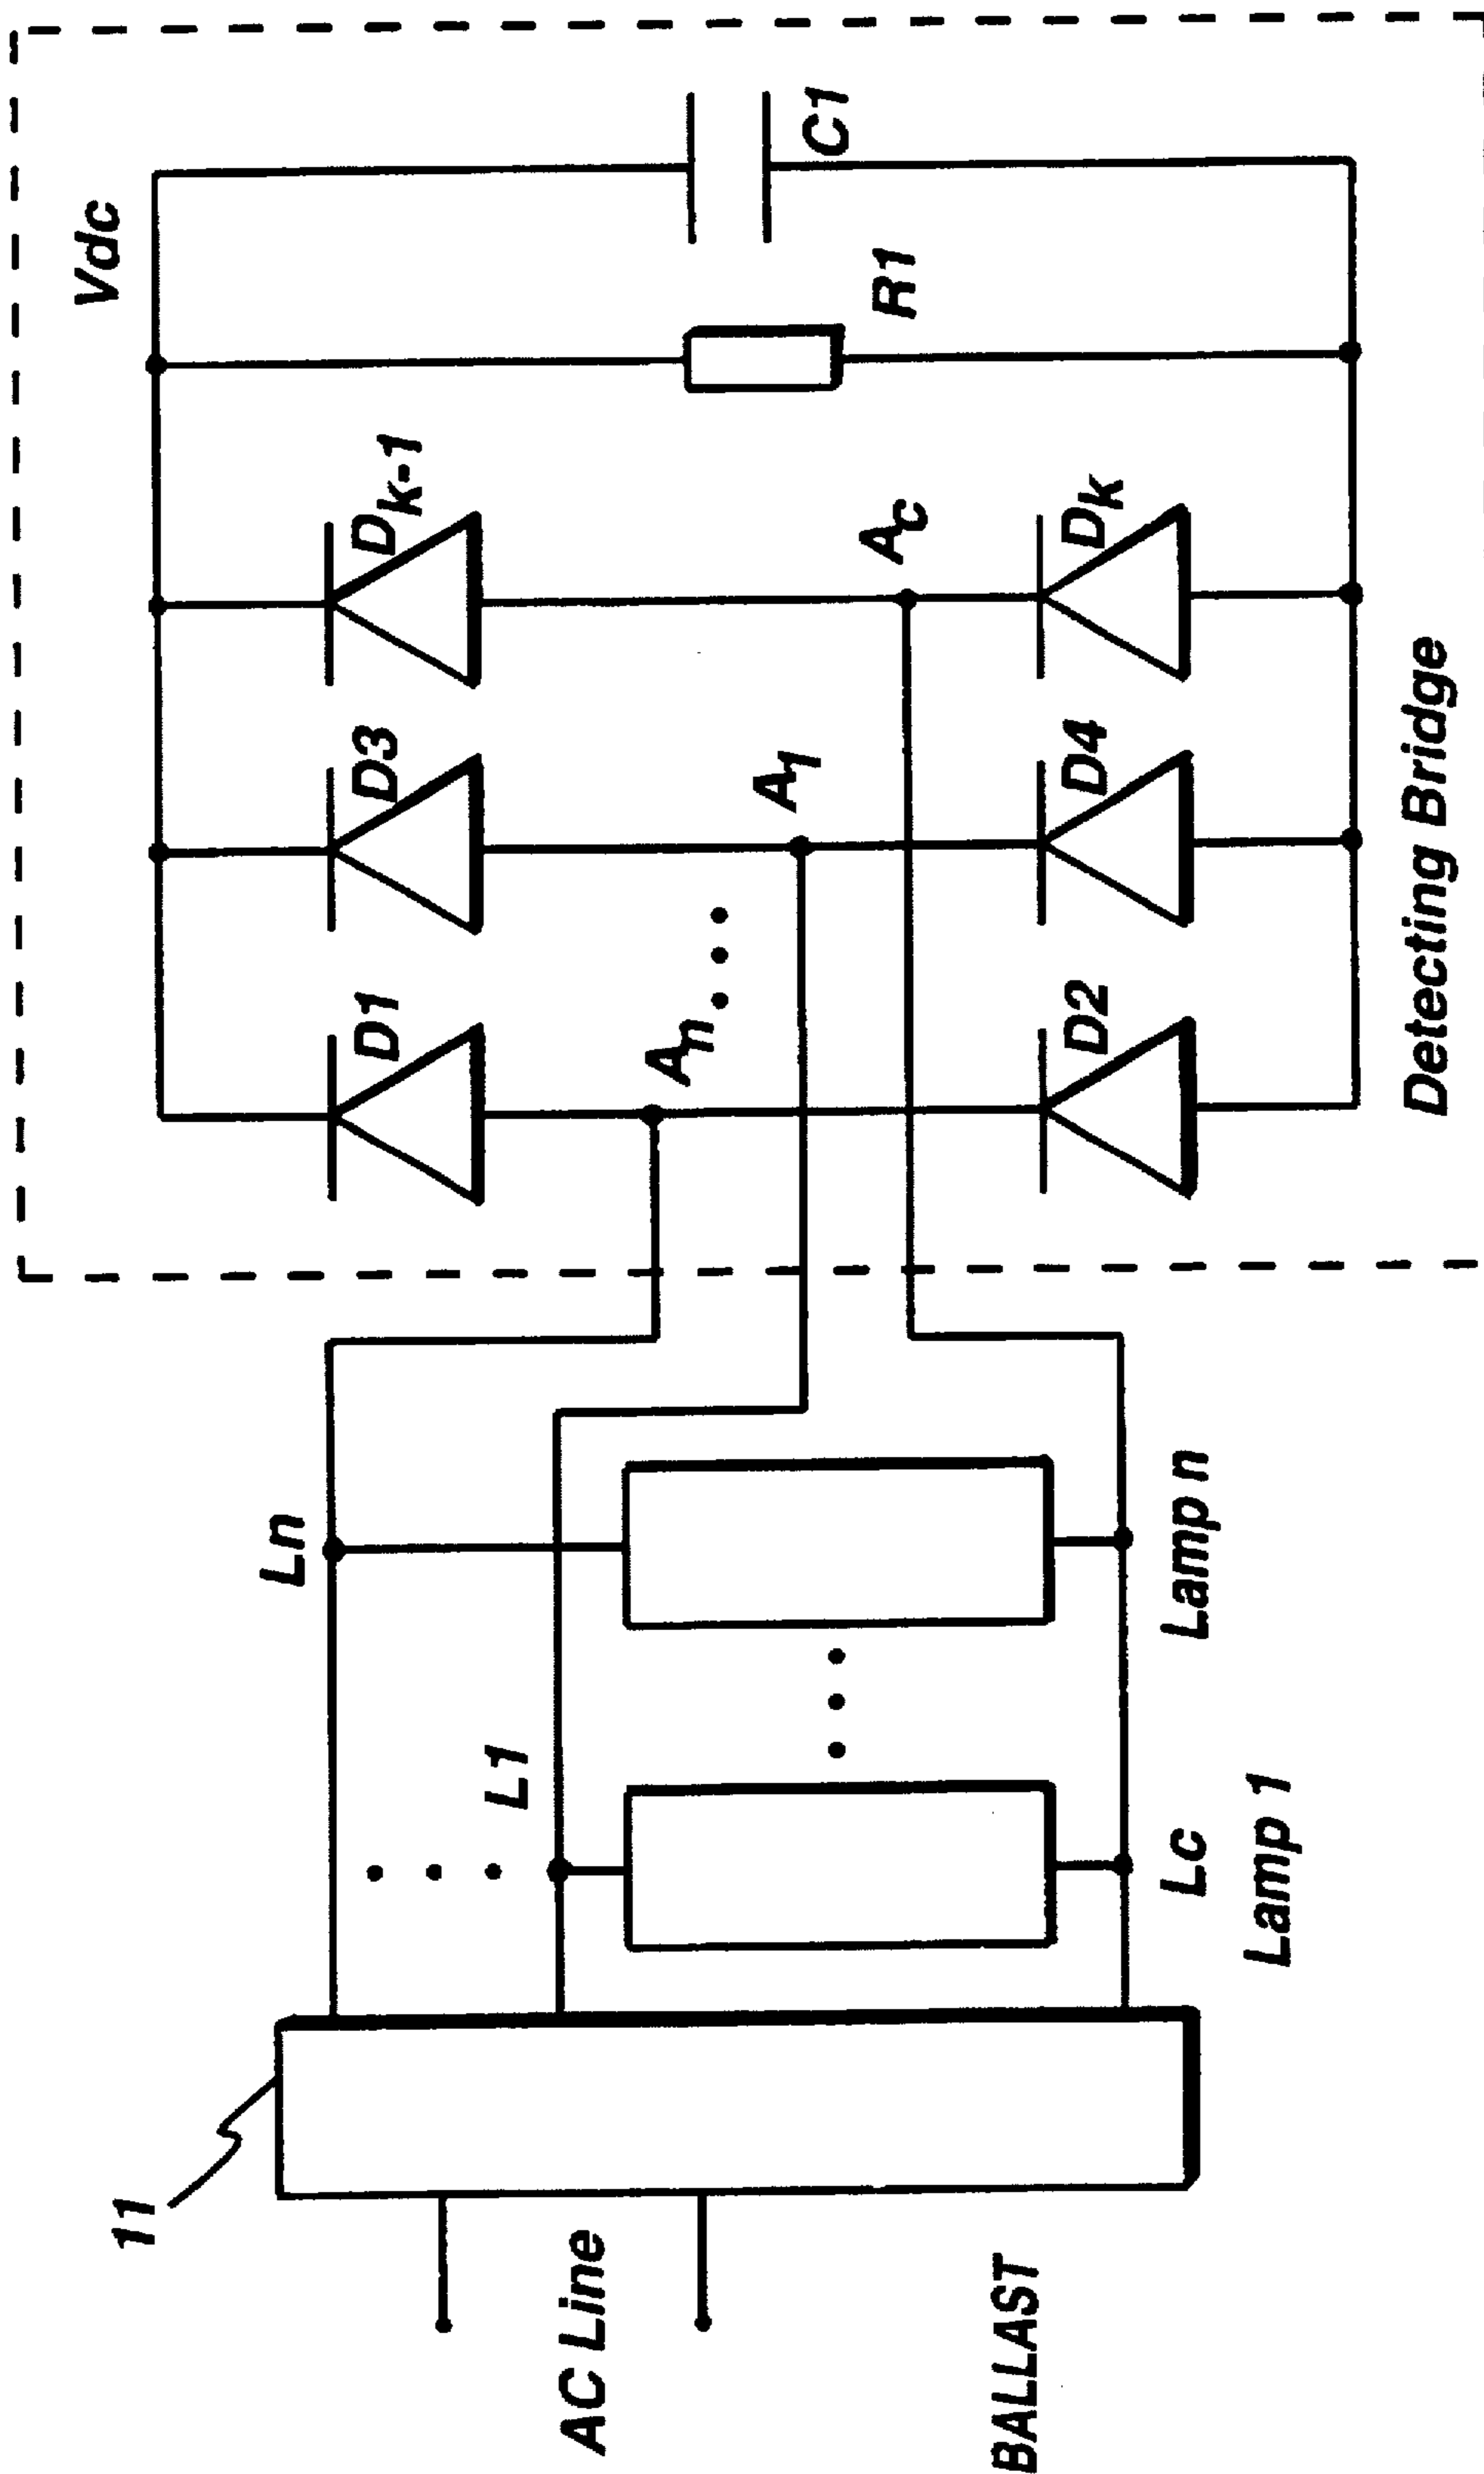 Vdc
D1
D3
Dk-1
C1
R1
An
A1
Ac
D2
D4
Dk
Detecting Bridge
11
Ln
L1
AC Line
BALLAST
Lc
Lamp 1
Lamp n